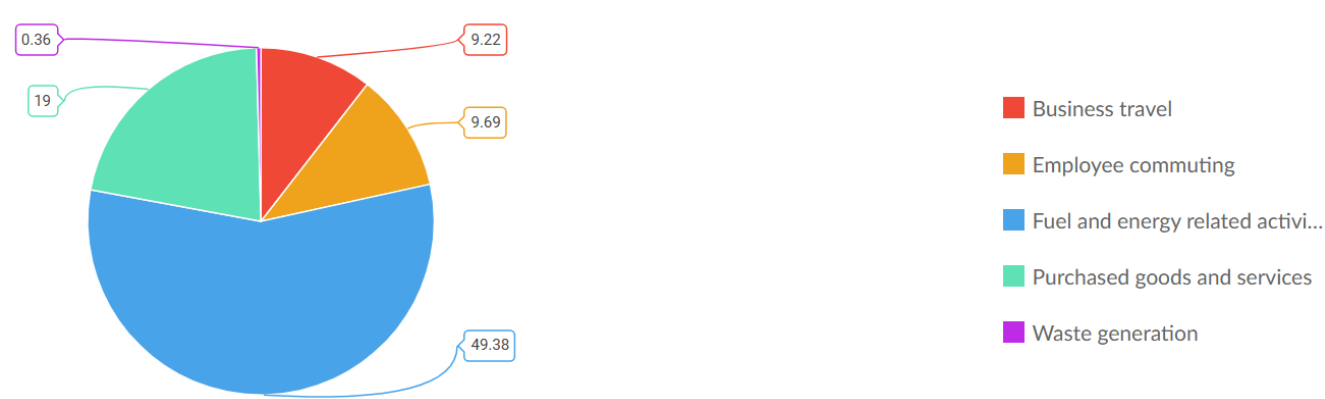 0.36
9.22
19
9.69
49.38
Business travel
Employee commuting
Fuel and energy related activi...
Purchased goods and services
Waste generation